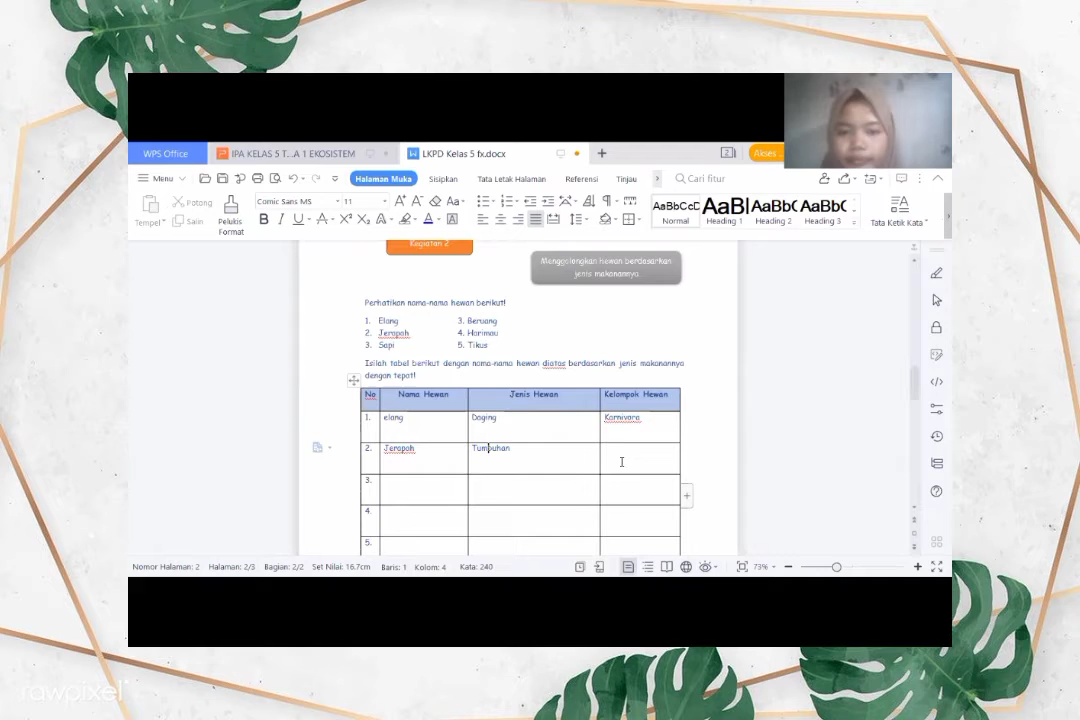 WPS Office
IPA KELAS 5 T...A 1 EKOSISTEM
LKPD Kelas 5 fx.docx
2
Akses ...
Menu
Halaman Muka
Sisipkan
Tata Letak Halaman
Referensi
Tinjau
Cari fitur
Tempel
Potong
Salin
Pelukis
Format
Comic Sans MS
11
AaBbCcD
Normal
AaBl
Heading 1
AaBb(
Heading 2
AaBb(
Heading 3
Tata Ketik Kata
Kegiatan 2
Menggolongkan hewan berdasarkan
jenis makanannya.
Perhatikan nama-nama hewan berikut!
1. Elang 3. Beruang
2. Jerapah 4. Harimau
3. Sapi 5. Tikus
Isilah tabel berikut dengan nama-nama hewan diatas berdasarkan jenis makanannya
dengan tepat!
No Nama Hewan Jenis Hewan Kelompok Hewan
1. elang Daging Karnivora
2. Jerapah Tumbuhan
3.
4.
5.
Nomor Halaman: 2 Halaman: 2/3 Bagian: 2/2 Set Nilai: 16.7cm Baris: 1 Kolom: 4 Kata: 240
73%
rawpixel